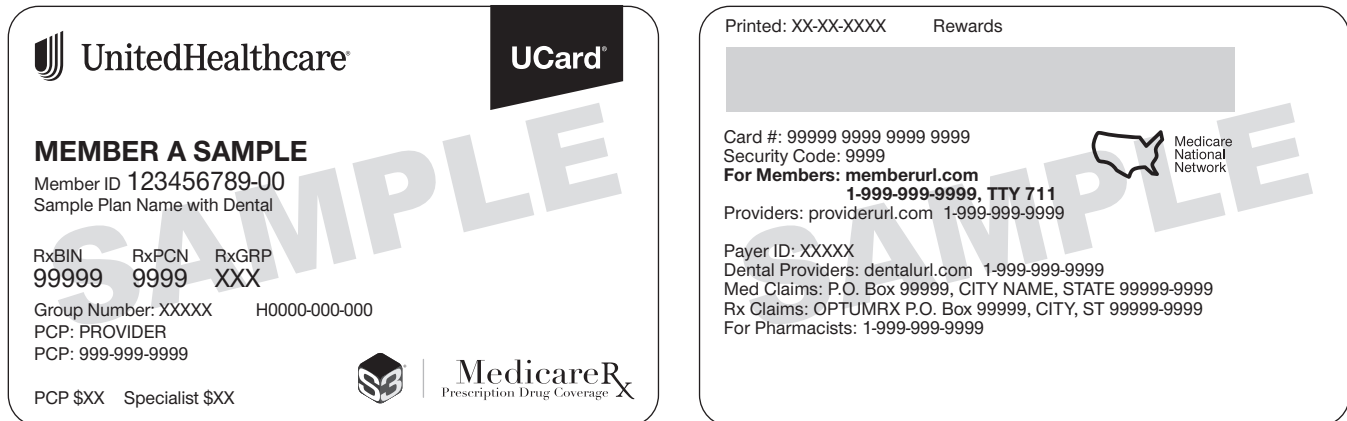 UnitedHealthcare®
UCard®
SAMPLE
MEMBER A SAMPLE
Member ID 123456789-00
Sample Plan Name with Dental
RxBIN RxPCN RxGRP
99999 9999 XXX
Group Number: XXXXX H0000-000-000
PCP: PROVIDER
PCP: 999-999-9999
PCP $XX Specialist $XX
S3
MedicareRx
Prescription Drug Coverage
Printed: XX-XX-XXXX Rewards
SAMPLE
Card #: 99999 9999 9999 9999
Security Code: 9999
For Members: memberurl.com
1-999-999-9999, TTY 711
Providers: providerurl.com 1-999-999-9999
Medicare
National
Network
Payer ID: XXXXX
Dental Providers: dentalurl.com 1-999-999-9999
Med Claims: P.O. Box 99999, CITY NAME, STATE 99999-9999
Rx Claims: OPTUMRX P.O. Box 99999, CITY, ST 99999-9999
For Pharmacists: 1-999-999-9999